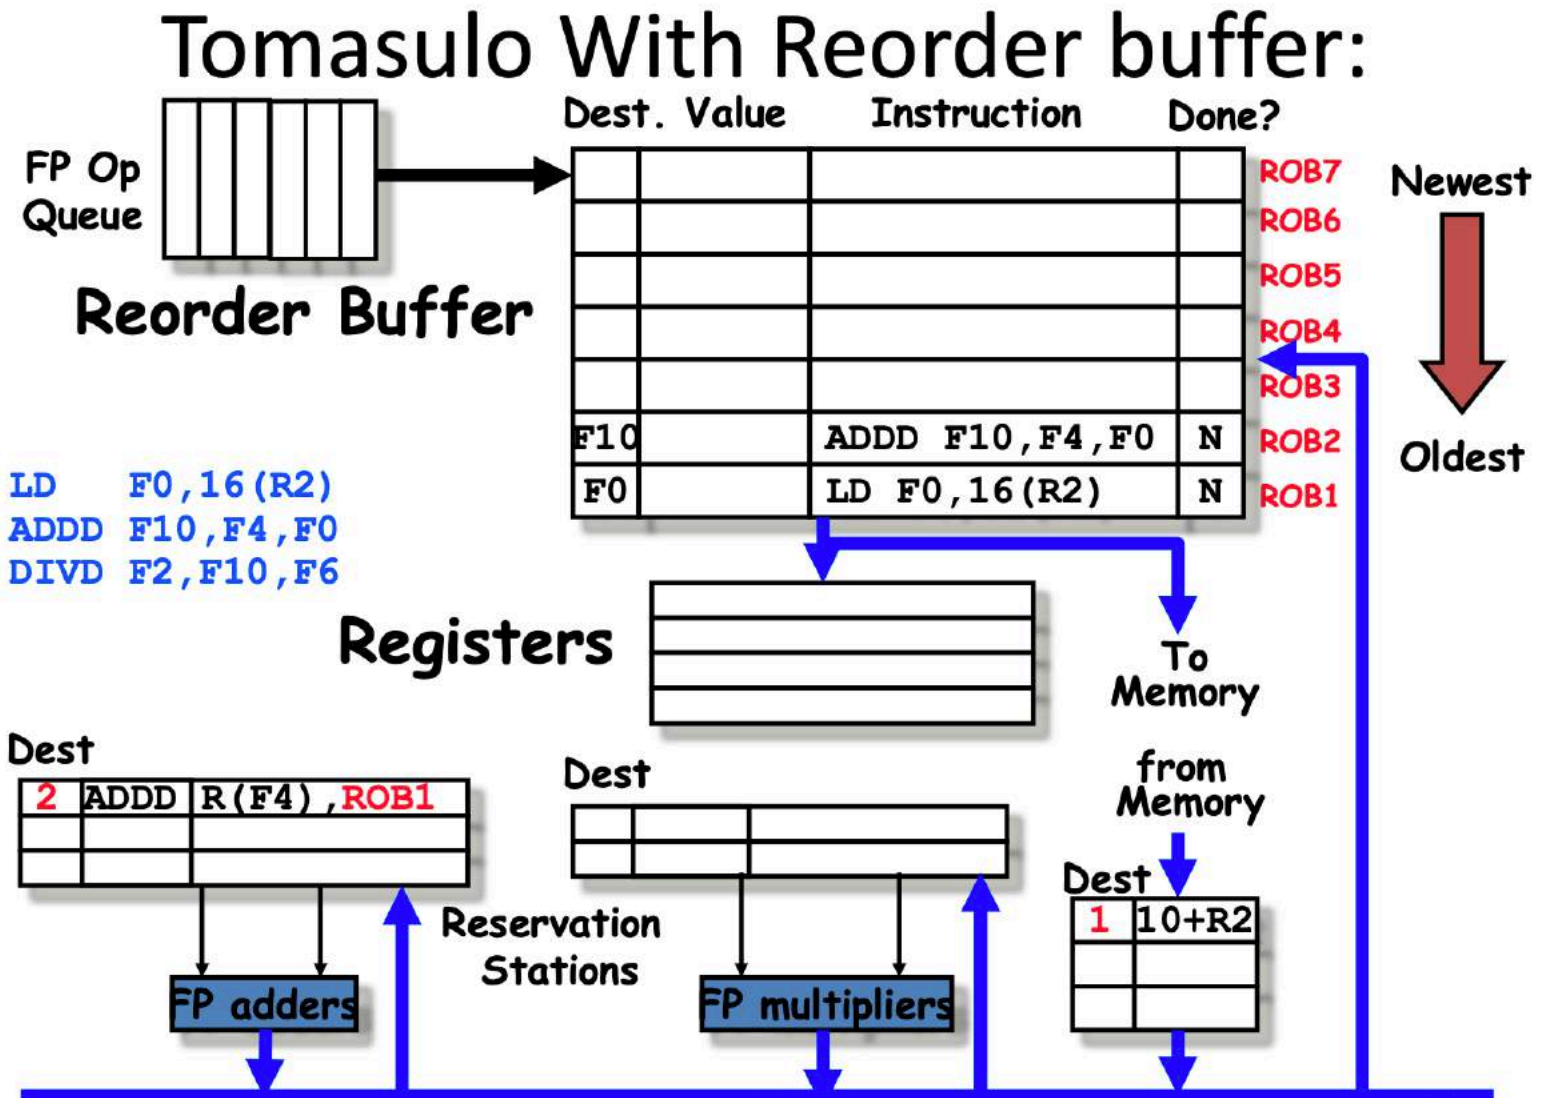 Tomasulo With Reorder buffer:
Dest. Value Instruction Done?
FP Op
Queue
Reorder Buffer
ROB7
ROB6
ROB5
ROB4
ROB3
F10 ADDD F10,F4,F0 N ROB2
F0 LD F0,16(R2) N ROB1
Newest
Oldest
LD F0,16(R2)
ADDD F10,F4,F0
DIVD F2,F10,F6
Registers
To
Memory
from
Memory
Dest
2 ADDD R(F4),ROB1
Dest
Dest
1 10+R2
Reservation
Stations
FP adders
FP multipliers